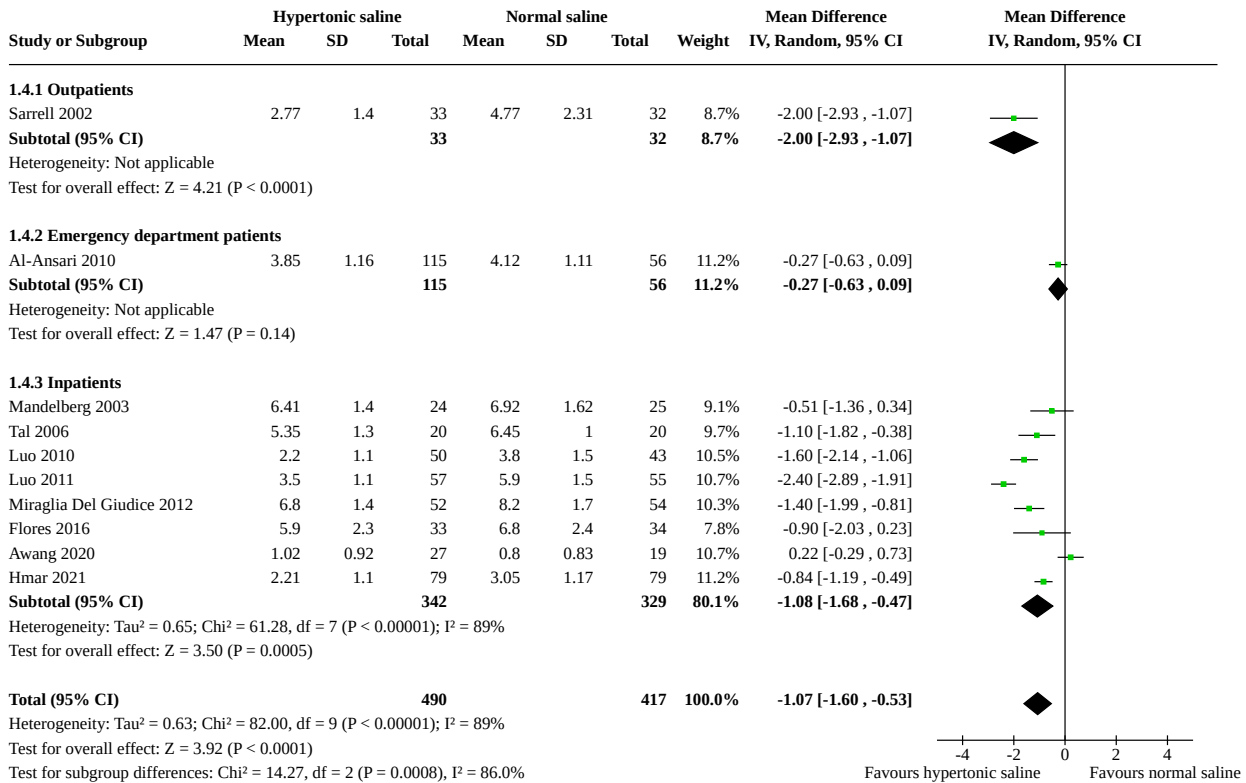 Hypertonic saline Normal saline Mean Difference Mean Difference
Study or Subgroup Mean SD Total Mean SD Total Weight IV, Random, 95% CI IV, Random, 95% CI
1.4.1 Outpatients
Sarrell 2002 2.77 1.4 33 4.77 2.31 32 8.7% -2.00 [-2.93 , -1.07]
Subtotal (95% CI) 33 32 8.7% -2.00 [-2.93 , -1.07]
Heterogeneity: Not applicable
Test for overall effect: Z = 4.21 (P < 0.0001)
1.4.2 Emergency department patients
Al-Ansari 2010 3.85 1.16 115 4.12 1.11 56 11.2% -0.27 [-0.63 , 0.09]
Subtotal (95% CI) 115 56 11.2% -0.27 [-0.63 , 0.09]
Heterogeneity: Not applicable
Test for overall effect: Z = 1.47 (P = 0.14)
1.4.3 Inpatients
Mandelberg 2003 6.41 1.4 24 6.92 1.62 25 9.1% -0.51 [-1.36 , 0.34]
Tal 2006 5.35 1.3 20 6.45 1 20 9.7% -1.10 [-1.82 , -0.38]
Luo 2010 2.2 1.1 50 3.8 1.5 43 10.5% -1.60 [-2.14 , -1.06]
Luo 2011 3.5 1.1 57 5.9 1.5 55 10.7% -2.40 [-2.89 , -1.91]
Miraglia Del Giudice 2012 6.8 1.4 52 8.2 1.7 54 10.3% -1.40 [-1.99 , -0.81]
Flores 2016 5.9 2.3 33 6.8 2.4 34 7.8% -0.90 [-2.03 , 0.23]
Awang 2020 1.02 0.92 27 0.8 0.83 19 10.7% 0.22 [-0.29 , 0.73]
Hmar 2021 2.21 1.1 79 3.05 1.17 79 11.2% -0.84 [-1.19 , -0.49]
Subtotal (95% CI) 342 329 80.1% -1.08 [-1.68 , -0.47]
Heterogeneity: Tau² = 0.65; Chi² = 61.28, df = 7 (P < 0.00001); I² = 89%
Test for overall effect: Z = 3.50 (P = 0.0005)
Total (95% CI) 490 417 100.0% -1.07 [-1.60 , -0.53]
Heterogeneity: Tau² = 0.63; Chi² = 82.00, df = 9 (P < 0.00001); I² = 89%
Test for overall effect: Z = 3.92 (P < 0.0001)
-4 -2 0 2 4
Test for subgroup differences: Chi² = 14.27, df = 2 (P = 0.0008), I² = 86.0% Favours hypertonic saline Favours normal saline